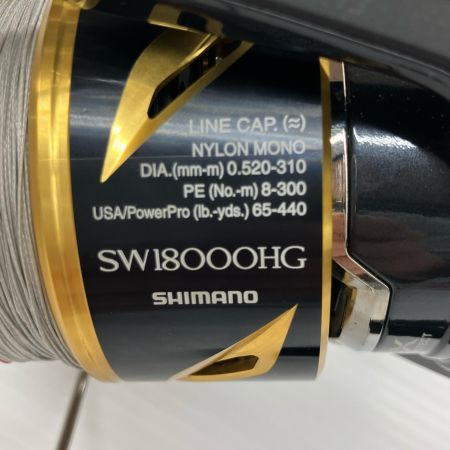 LINE CAP. (≈)
NYLON MONO
DIA.(mm-m) 0.520-310
PE (No.-m) 8-300
USA/PowerPro (lb.-yds.) 65-440
SW18000HG
SHIMANO